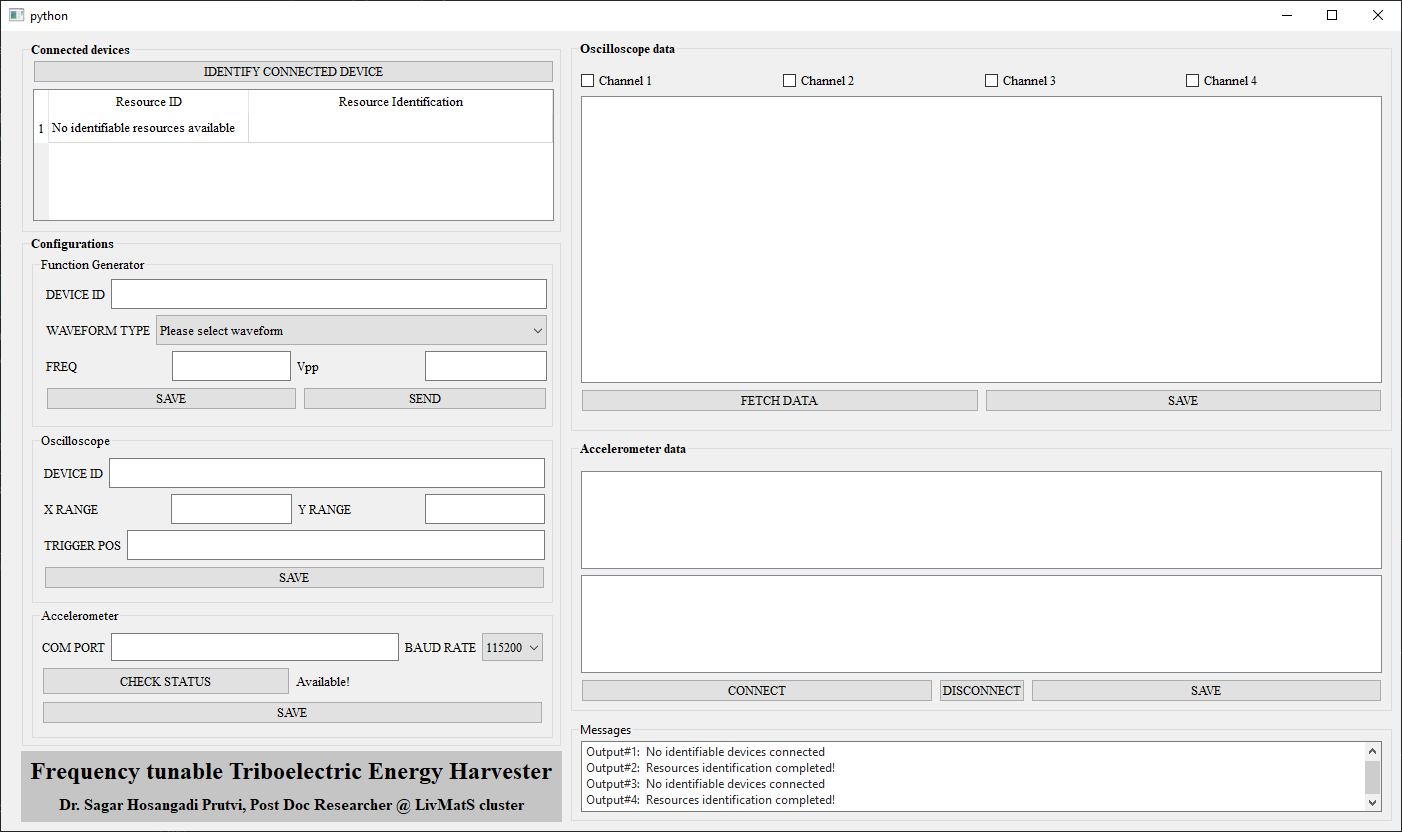 python
Connected devices
IDENTIFY CONNECTED DEVICE
Resource ID Resource Identification
1 No identifiable resources available
Configurations
Function Generator
DEVICE ID
WAVEFORM TYPE Please select waveform
FREQ Vpp
SAVE SEND
Oscilloscope
DEVICE ID
X RANGE Y RANGE
TRIGGER POS
SAVE
Accelerometer
COM PORT BAUD RATE 115200
CHECK STATUS Available!
SAVE
Frequency tunable Triboelectric Energy Harvester
Dr. Sagar Hosangadi Prutvi, Post Doc Researcher @ LivMatS cluster
Oscilloscope data
Channel 1 Channel 2 Channel 3 Channel 4
FETCH DATA SAVE
Accelerometer data
CONNECT DISCONNECT SAVE
Messages
Output#1: No identifiable devices connected
Output#2: Resources identification completed!
Output#3: No identifiable devices connected
Output#4: Resources identification completed!